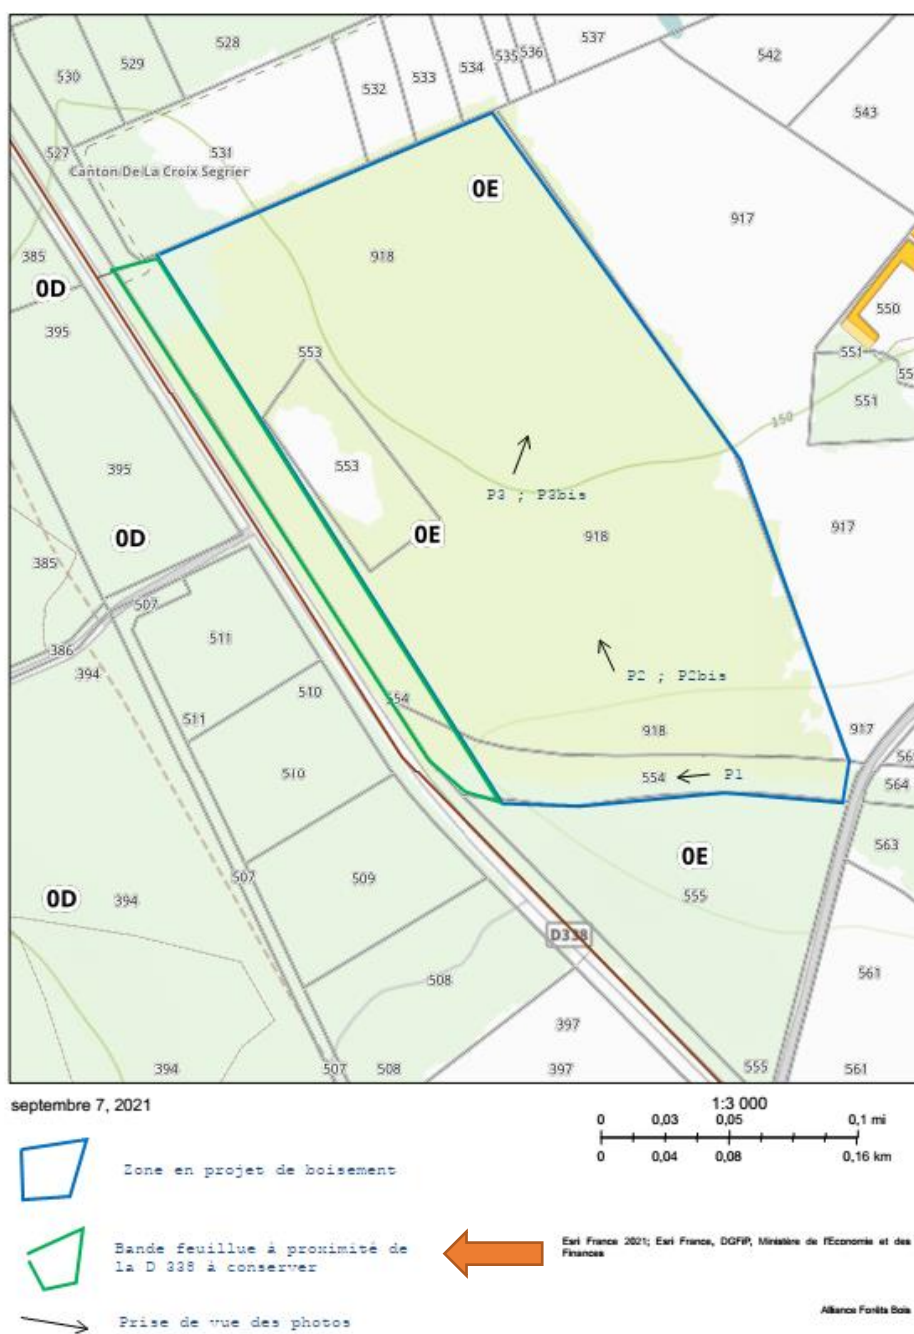 528
537
529
542
530
535 536
534
533
532
543
527
531
Canton De La Croix Segrier
0E
917
385
918
0D
550
395
551
553
551
150
395
553
P3 ; P3bis
0E
918
0D
917
385
507
511
386
394
P2 ; P2bis
510
554
511
918
917
510
554
P1
564
563
0E
509
507
555
0D
394
D338
508
561
397
394
507
508
397
555
561
septembre 7, 2021
1:3 000
0 0,03 0,05 0,1 mi
0 0,04 0,08 0,16 km
Zone en projet de boisement
Bande feuillue à proximité de
la D 338 à conserver
Esri France 2021; Esri France, DGFiP, Ministère de l'Economie et des
Finances
Prise de vue des photos
Alliance Forêts Bois